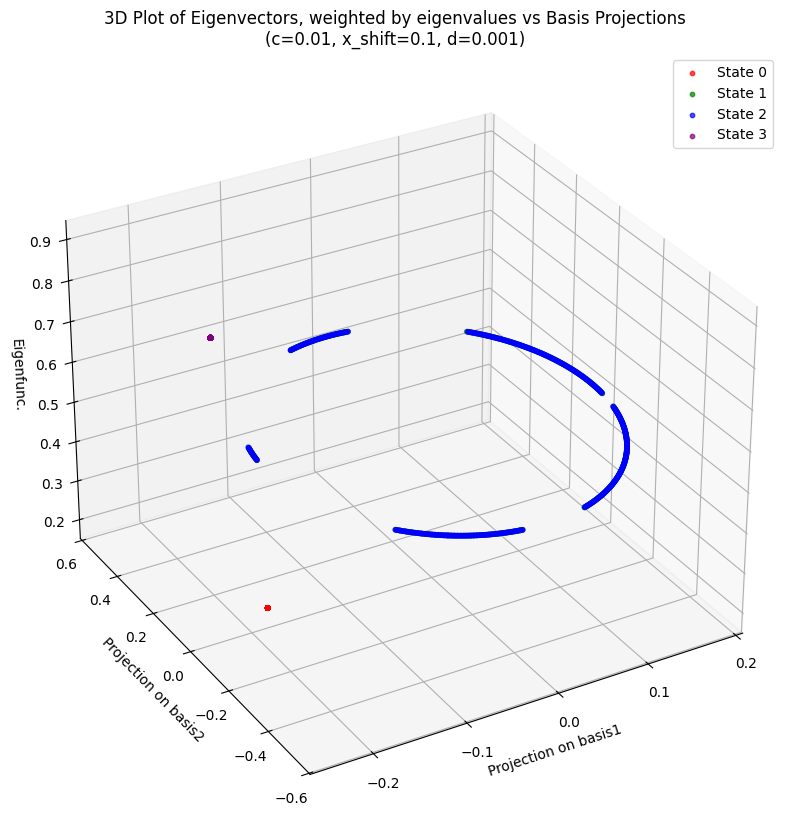 3D Plot of Eigenvectors, weighted by eigenvalues vs Basis Projections
(c=0.01, x_shift=0.1, d=0.001)
State 0
State 1
State 2
State 3
0.9
0.8
0.7
0.6
0.5
0.4
0.3
0.2
Eigenfunc.
0.6
0.4
0.2
0.0
−0.2
−0.4
−0.6
Projection on basis2
−0.2
−0.1
0.0
0.1
0.2
Projection on basis1